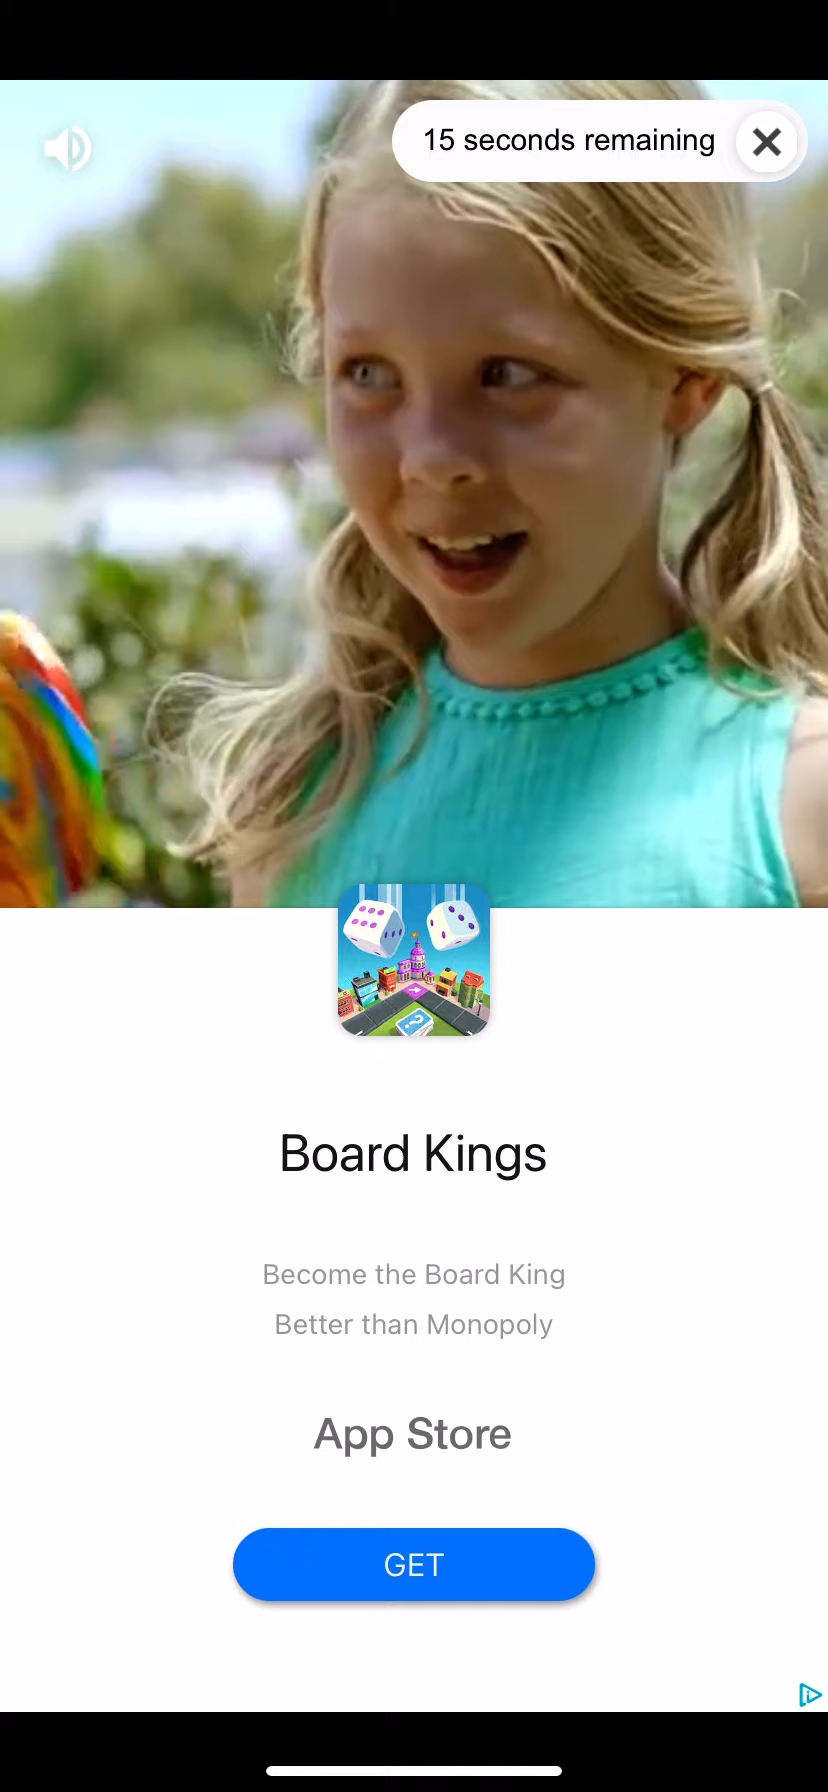 15 seconds remaining
Board Kings
Become the Board King
Better than Monopoly
App Store
GET